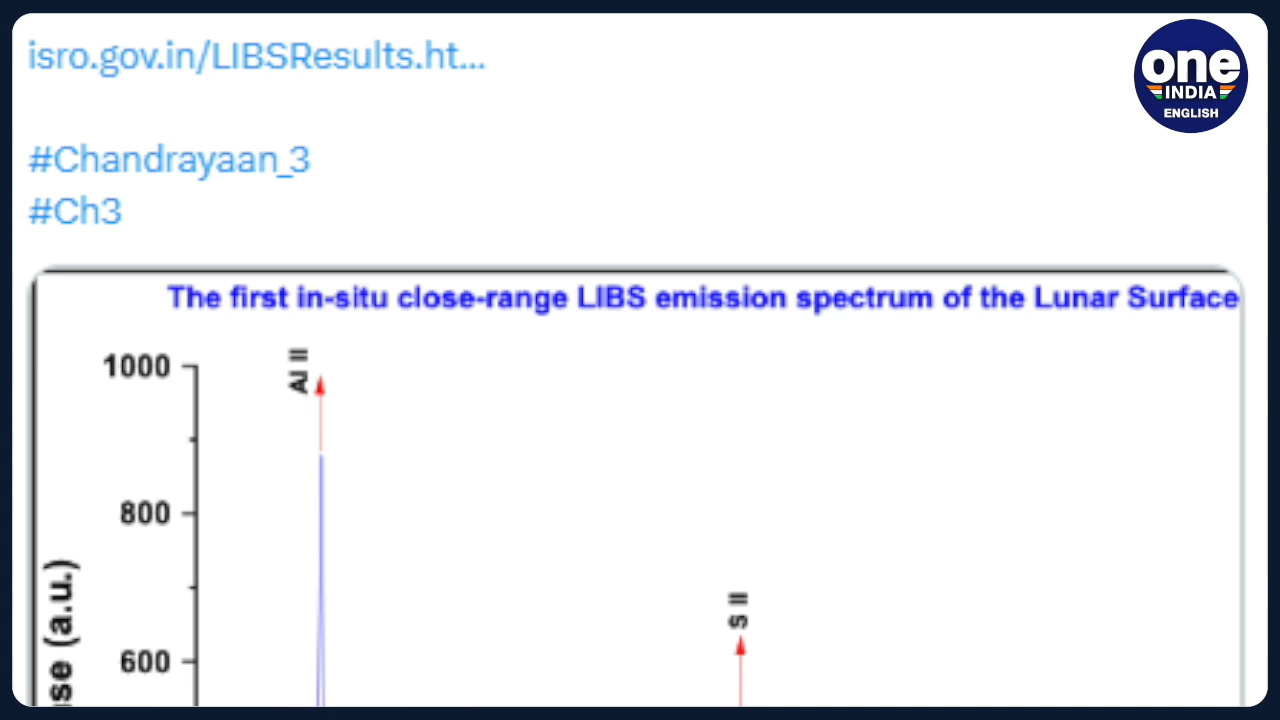 isro.gov.in/LIBSResults.ht...
one
INDIA
ENGLISH
#Chandrayaan_3
#Ch3
The first in-situ close-range LIBS emission spectrum of the Lunar Surface
Al II
1000
800
S II
600
(a.u.)